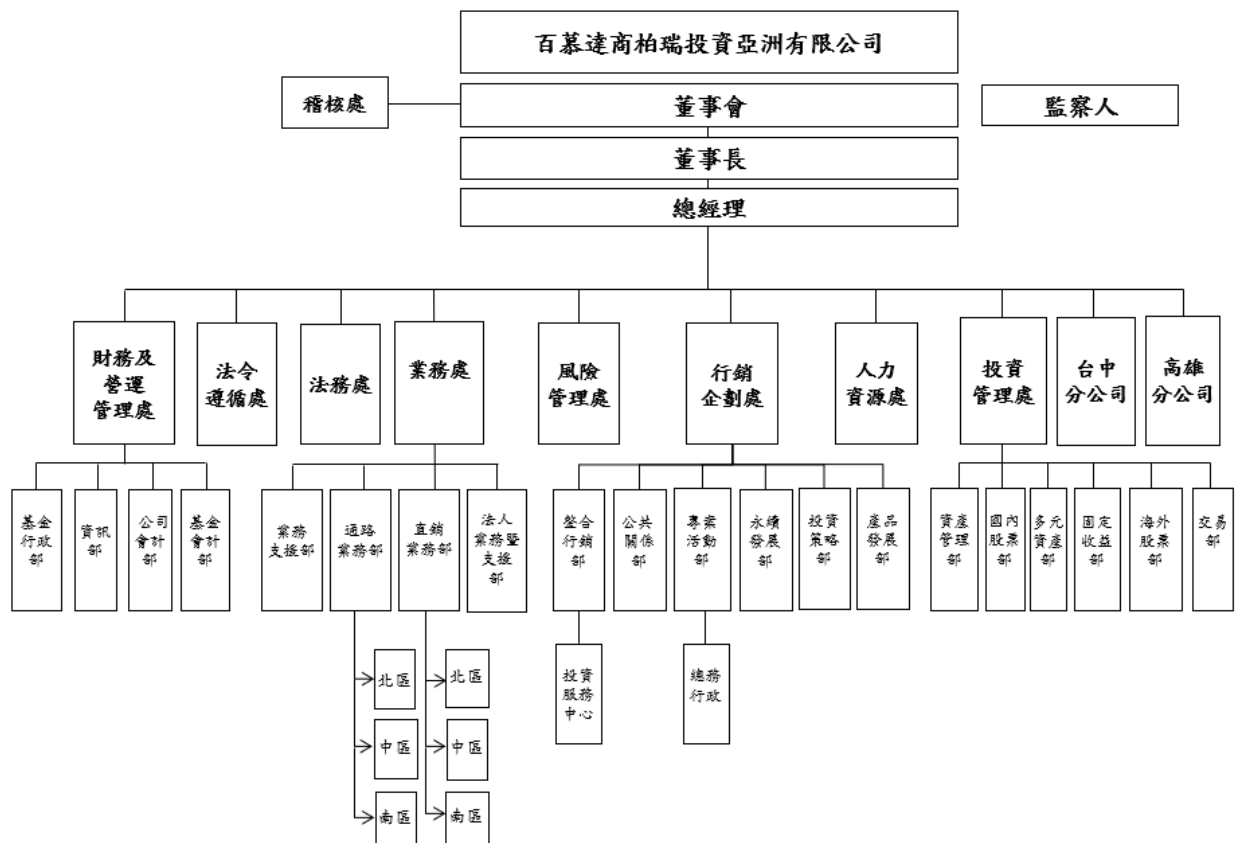 百慕達商柏瑞投資亞洲有限公司
稽核處
董事會
監察人
董事長
總經理
財務及
營運
管理處
法令
遵循處
法務處
業務處
風險
管理處
行銷
企劃處
人力
資源處
投資
管理處
台中
分公司
高雄
分公司
基金
行政
部
資訊
部
公司
會計部
基金
會計部
業務
支援部
通路
業務部
直銷
業務部
法人
業務暨
支援
部
整合
行銷
部
公共
關係
部
專案
活動
部
永續
發展
部
投資
策略
部
產品
發展
部
資產
管理
部
國內
股票
部
多元
資產
部
固定
收益
部
海外
股票
部
交易
部
北區
中區
南區
北區
中區
南區
投資
服務
中心
總務
行政